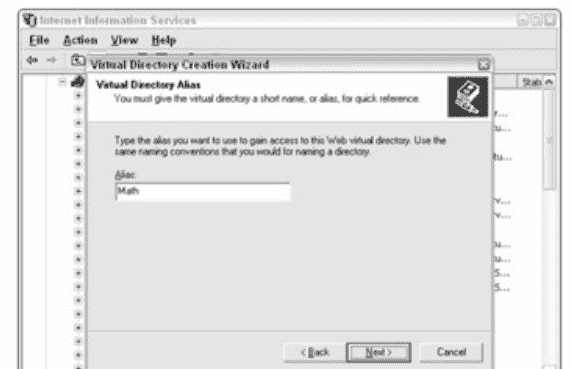 Internet Information Services
File Action View Help
Virtual Directory Creation Wizard
Virtual Directory Alias
You must give the virtual directory a short name, or alias, for quick reference.
Stab
Type the alias you want to use to gain access to this Web virtual directory. Use the
same naming conventions that you would for naming a directory.
Alias:
Math
< Back Next > Cancel